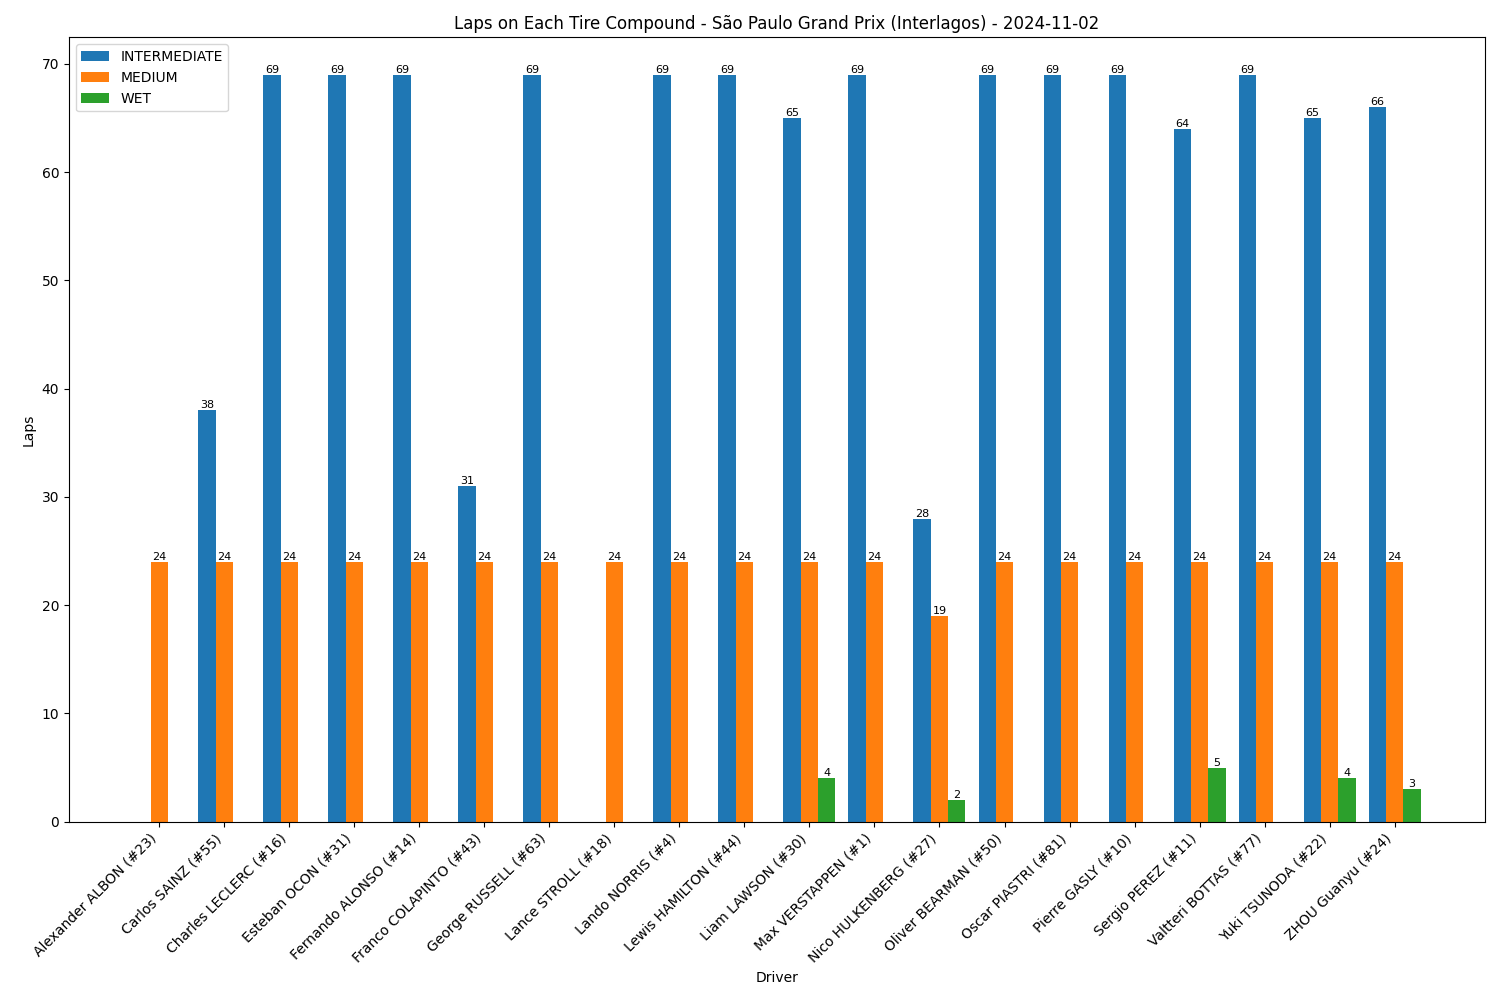 Laps on Each Tire Compound - São Paulo Grand Prix (Interlagos) - 2024-11-02
INTERMEDIATE
MEDIUM
WET
Laps
70
60
50
40
30
20
10
0
24
38 24
69 24
69 24
69 24
31 24
69 24
24
69 24
69 24
65 24 4
69 24
28 19 2
69 24
69 24
69 24
64 24 5
69 24
65 24 4
66 24 3
Alexander ALBON (#23)
Carlos SAINZ (#55)
Charles LECLERC (#16)
Esteban OCON (#31)
Fernando ALONSO (#14)
Franco COLAPINTO (#43)
George RUSSELL (#63)
Lance STROLL (#18)
Lando NORRIS (#4)
Lewis HAMILTON (#44)
Liam LAWSON (#30)
Max VERSTAPPEN (#1)
Nico HULKENBERG (#27)
Oliver BEARMAN (#50)
Oscar PIASTRI (#81)
Pierre GASLY (#10)
Sergio PEREZ (#11)
Valtteri BOTTAS (#77)
Yuki TSUNODA (#22)
ZHOU Guanyu (#24)
Driver